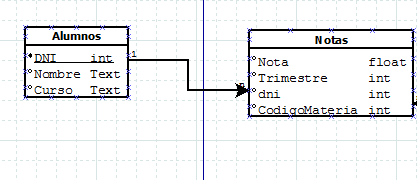 Alumnos
DNI int
Nombre Text
Curso Text
1
Notas
Nota float
Trimestre int
dni int
CodigoMateria int